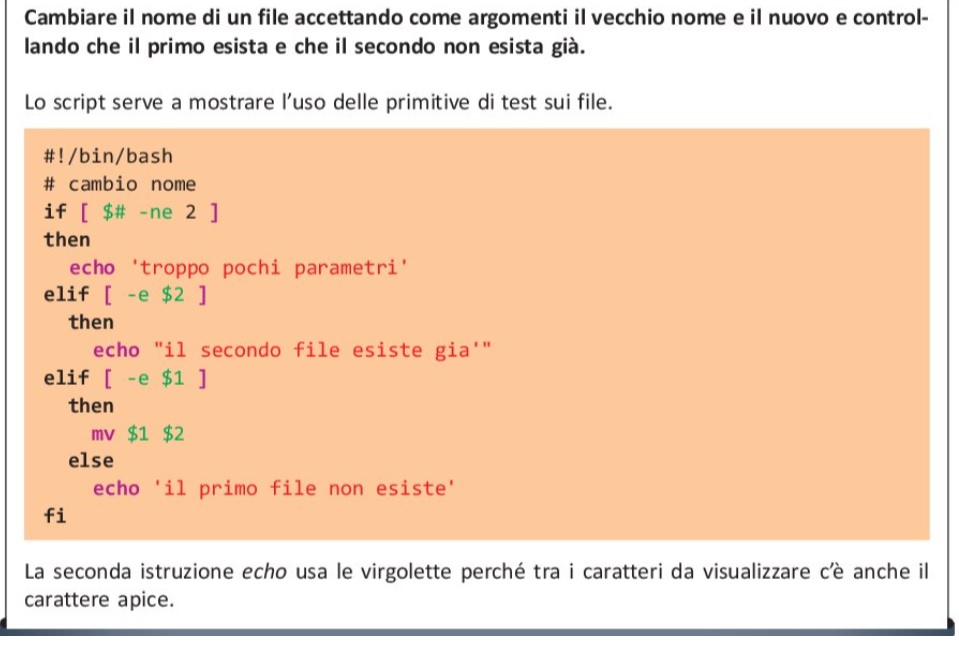 Cambiare il nome di un file accettando come argomenti il vecchio nome e il nuovo e control-
lando che il primo esista e che il secondo non esista già.
Lo script serve a mostrare l’uso delle primitive di test sui file.
#!/bin/bash
# cambio nome
if [ $# -ne 2 ]
then
echo 'troppo pochi parametri'
elif [ -e $2 ]
then
echo "il secondo file esiste gia'"
elif [ -e $1 ]
then
mv $1 $2
else
echo 'il primo file non esiste'
fi
La seconda istruzione echo usa le virgolette perché tra i caratteri da visualizzare c’è anche il
carattere apice.